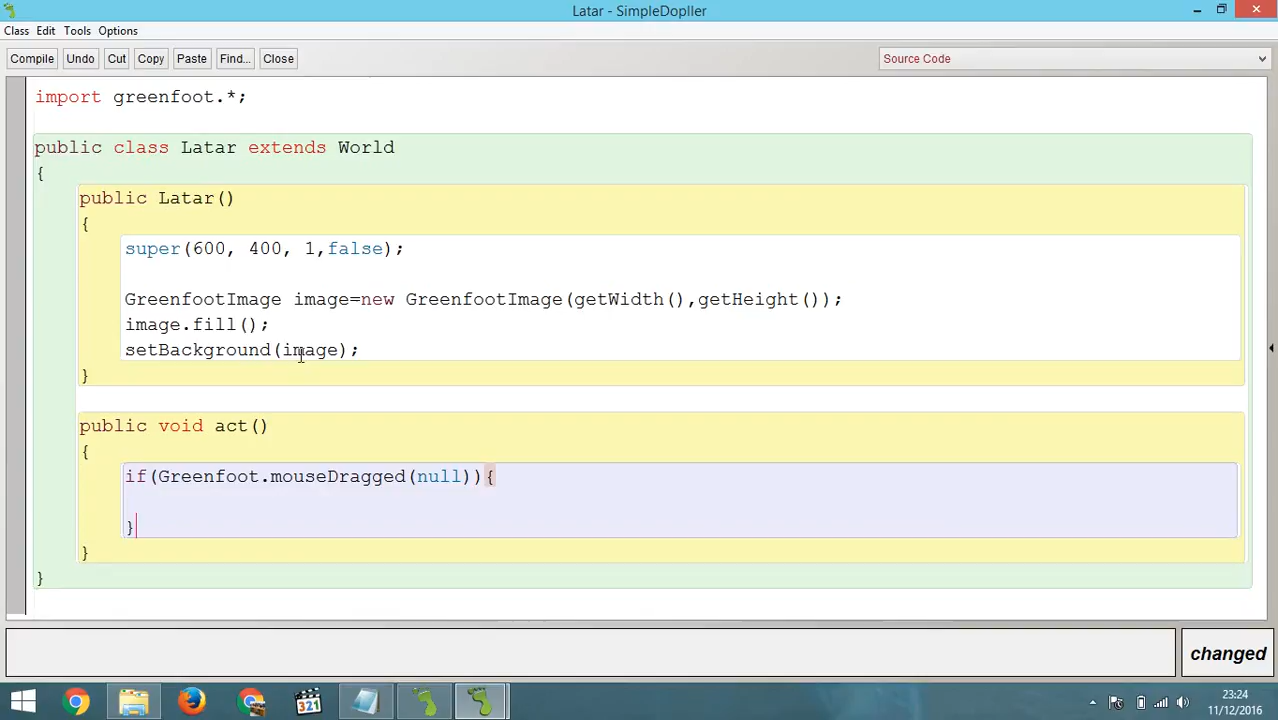 Latar - SimpleDopller
Class Edit Tools Options
Compile Undo Cut Copy Paste Find... Close Source Code
import greenfoot.*;
public class Latar extends World
{
public Latar()
{
super(600, 400, 1,false);
GreenfootImage image=new GreenfootImage(getWidth(),getHeight());
image.fill();
setBackground(image);
}
public void act()
{
if(Greenfoot.mouseDragged(null)){
}
}
}
changed
321
23:24
11/12/2016